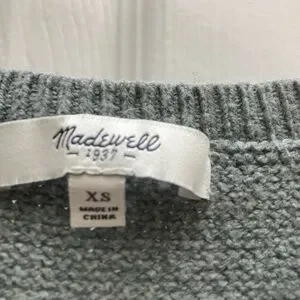 Madewell
— 1937 —
XS
MADE IN
CHINA